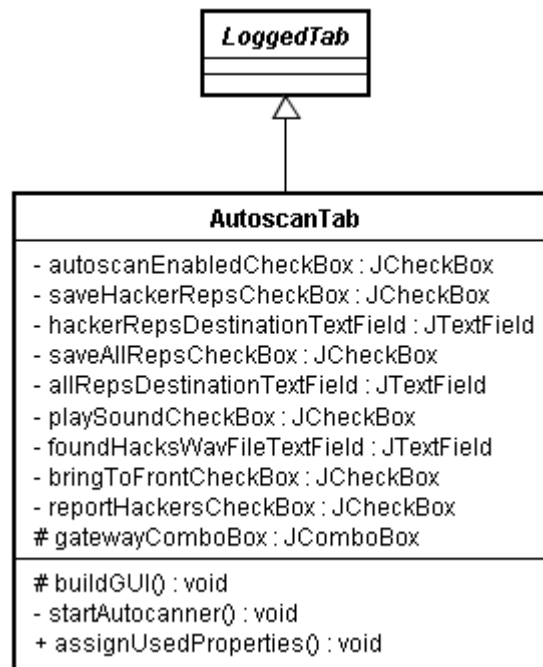 LoggedTab
AutoscanTab
- autoscanEnabledCheckBox : JCheckBox
- saveHackerRepsCheckBox : JCheckBox
- hackerRepsDestinationTextField : JTextField
- saveAllRepsCheckBox : JCheckBox
- allRepsDestinationTextField : JTextField
- playSoundCheckBox : JCheckBox
- foundHacksWavFileTextField : JTextField
- bringToFrontCheckBox : JCheckBox
- reportHackersCheckBox : JCheckBox
# gatewayComboBox : JComboBox
# buildGUI() : void
- startAutocanner() : void
+ assignUsedProperties() : void